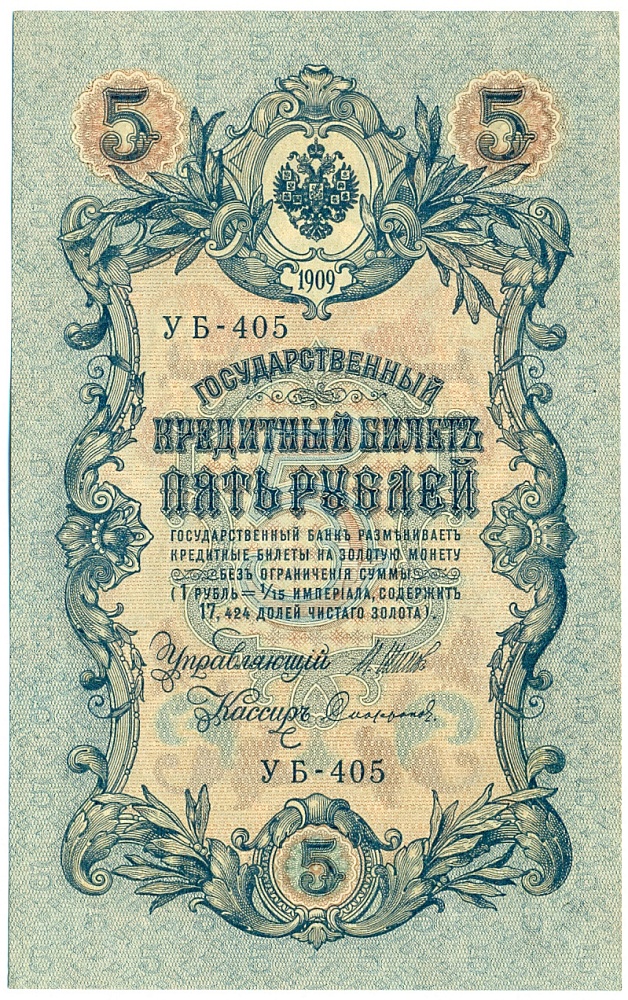 5 5
1909
УБ-405
ГОСУДАРСТВЕННЫЙ
КРЕДИТНЫЙ БИЛЕТЪ
ПЯТЬ РУБЛЕЙ
ГОСУДАРСТВЕННЫЙ БАНКЪ РАЗМѢНИВАЕТЪ
КРЕДИТНЫЕ БИЛЕТЫ НА ЗОЛОТУЮ МОНЕТУ
БЕЗЪ ОГРАНИЧЕНІЯ СУММЫ
(1 РУБЛЬ = 1/15 ИМПЕРІАЛА, СОДЕРЖИТЪ
17,424 ДОЛЕЙ ЧИСТАГО ЗОЛОТА).
Управляющій
Кассиръ
УБ-405
5